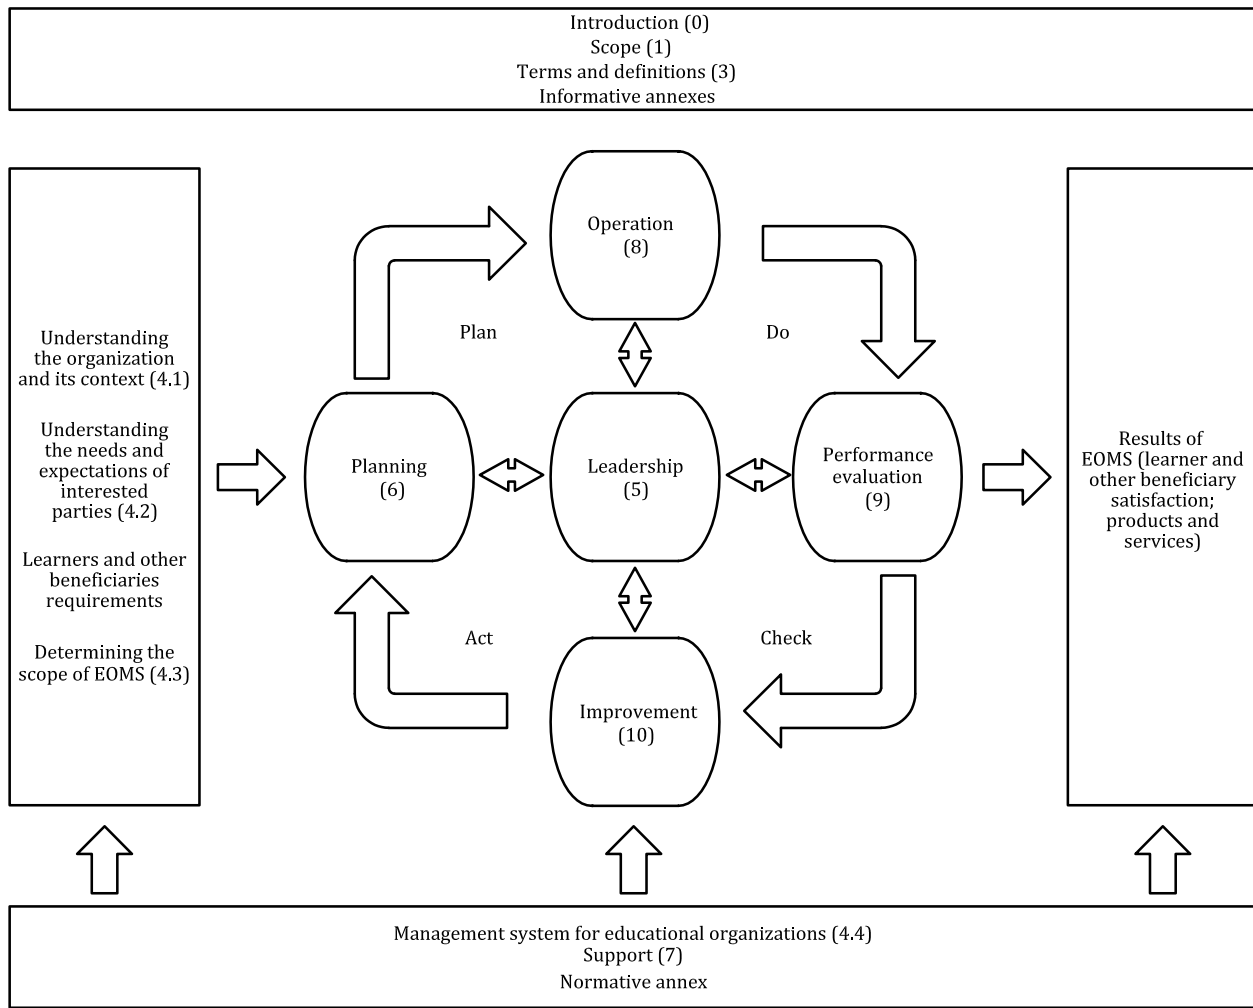 Introduction (0)
Scope (1)
Terms and definitions (3)
Informative annexes
Understanding
the organization
and its context (4.1)
Understanding
the needs and
expectations of
interested
parties (4.2)
Learners and other
beneficiaries
requirements
Determining the
scope of EOMS (4.3)
Operation
(8)
Plan
Do
Planning
(6)
Leadership
(5)
Performance
evaluation
(9)
Act
Check
Improvement
(10)
Results of
EOMS (learner and
other beneficiary
satisfaction;
products and
services)
Management system for educational organizations (4.4)
Support (7)
Normative annex